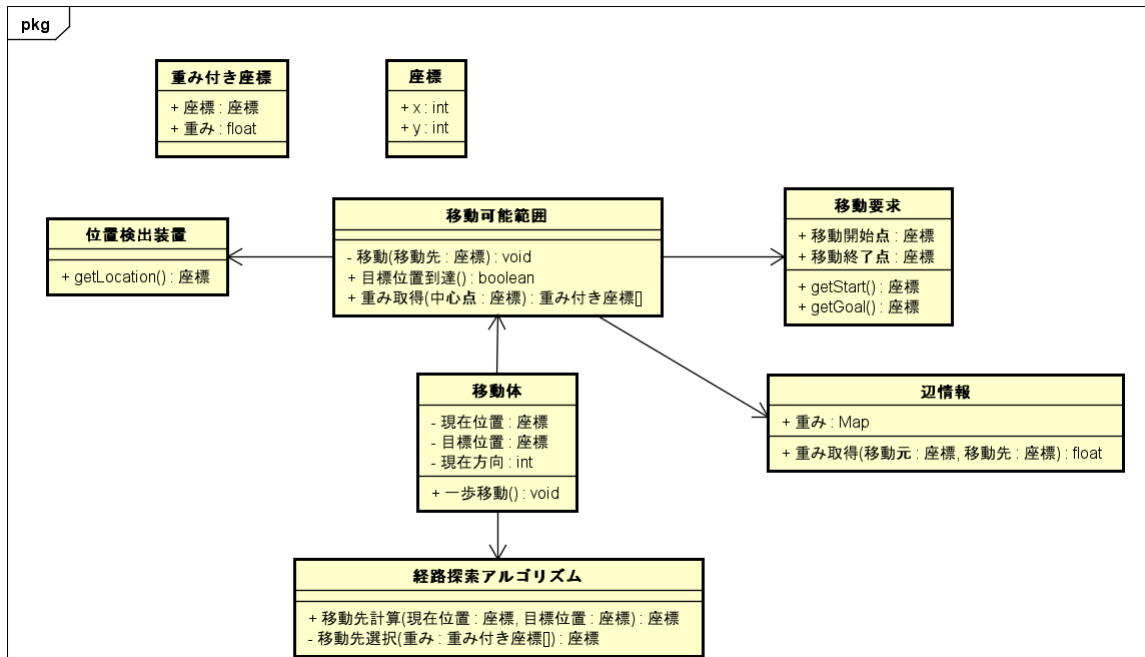 pkg
重み付き座標
+ 座標 : 座標
+ 重み : float
座標
+ x : int
+ y : int
位置検出装置
+ getLocation() : 座標
移動可能範囲
- 移動(移動先 : 座標) : void
+ 目標位置到達() : boolean
+ 重み取得(中心点 : 座標) : 重み付き座標[]
移動要求
+ 移動開始点 : 座標
+ 移動終了点 : 座標
+ getStart() : 座標
+ getGoal() : 座標
移動体
- 現在位置 : 座標
- 目標位置 : 座標
- 現在方向 : int
+ 一歩移動() : void
辺情報
+ 重み : Map
+ 重み取得(移動元 : 座標, 移動先 : 座標) : float
経路探索アルゴリズム
+ 移動先計算(現在位置 : 座標, 目標位置 : 座標) : 座標
- 移動先選択(重み : 重み付き座標[]) : 座標